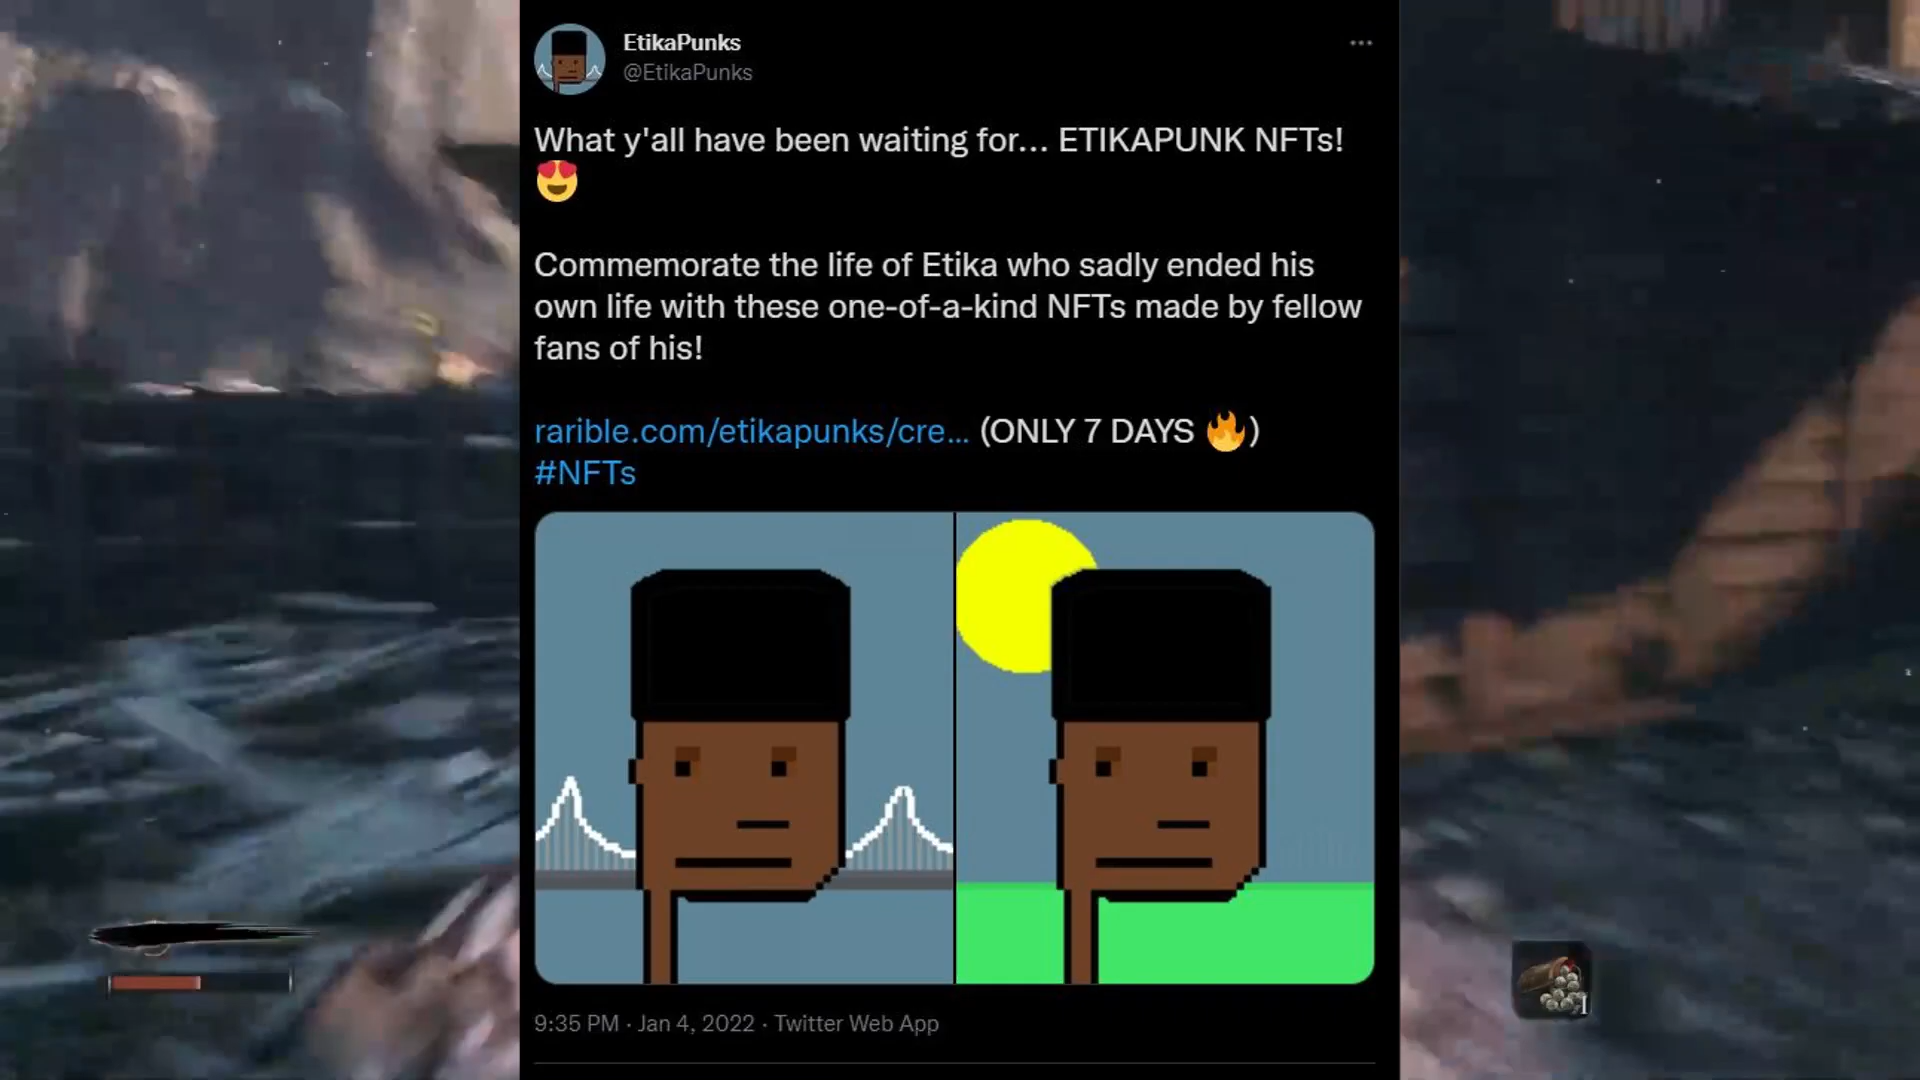 EtikaPunks
@EtikaPunks
What y'all have been waiting for... ETIKAPUNK NFTs!
😍
Commemorate the life of Etika who sadly ended his
own life with these one-of-a-kind NFTs made by fellow
fans of his!
rarible.com/etikapunks/cre... (ONLY 7 DAYS 🔥)
#NFTs
9:35 PM · Jan 4, 2022 · Twitter Web App
1